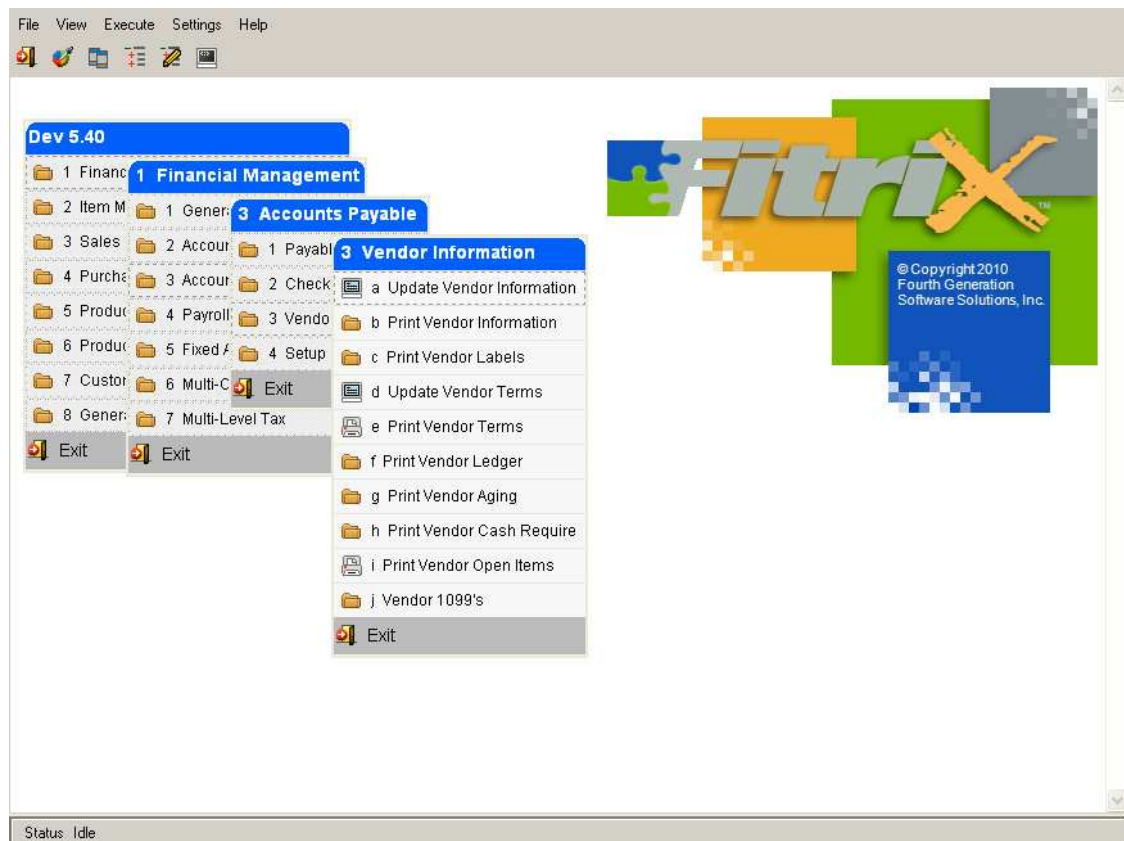 File View Execute Settings Help
Dev 5.40
1 Financ
2 Item M
3 Sales
4 Purcha
5 Produc
6 Produc
7 Custor
8 Genera
Exit
1 Financial Management
1 Genera
2 Accour
3 Accour
4 Payroll
5 Fixed A
6 Multi-C
7 Multi-Level Tax
Exit
3 Accounts Payable
1 Payabl
2 Check
3 Vendo
4 Setup
Exit
3 Vendor Information
a Update Vendor Information
b Print Vendor Information
c Print Vendor Labels
d Update Vendor Terms
e Print Vendor Terms
f Print Vendor Ledger
g Print Vendor Aging
h Print Vendor Cash Require
i Print Vendor Open Items
j Vendor 1099's
Exit
Fitrix ™
© Copyright 2010
Fourth Generation
Software Solutions, Inc.
Status Idle